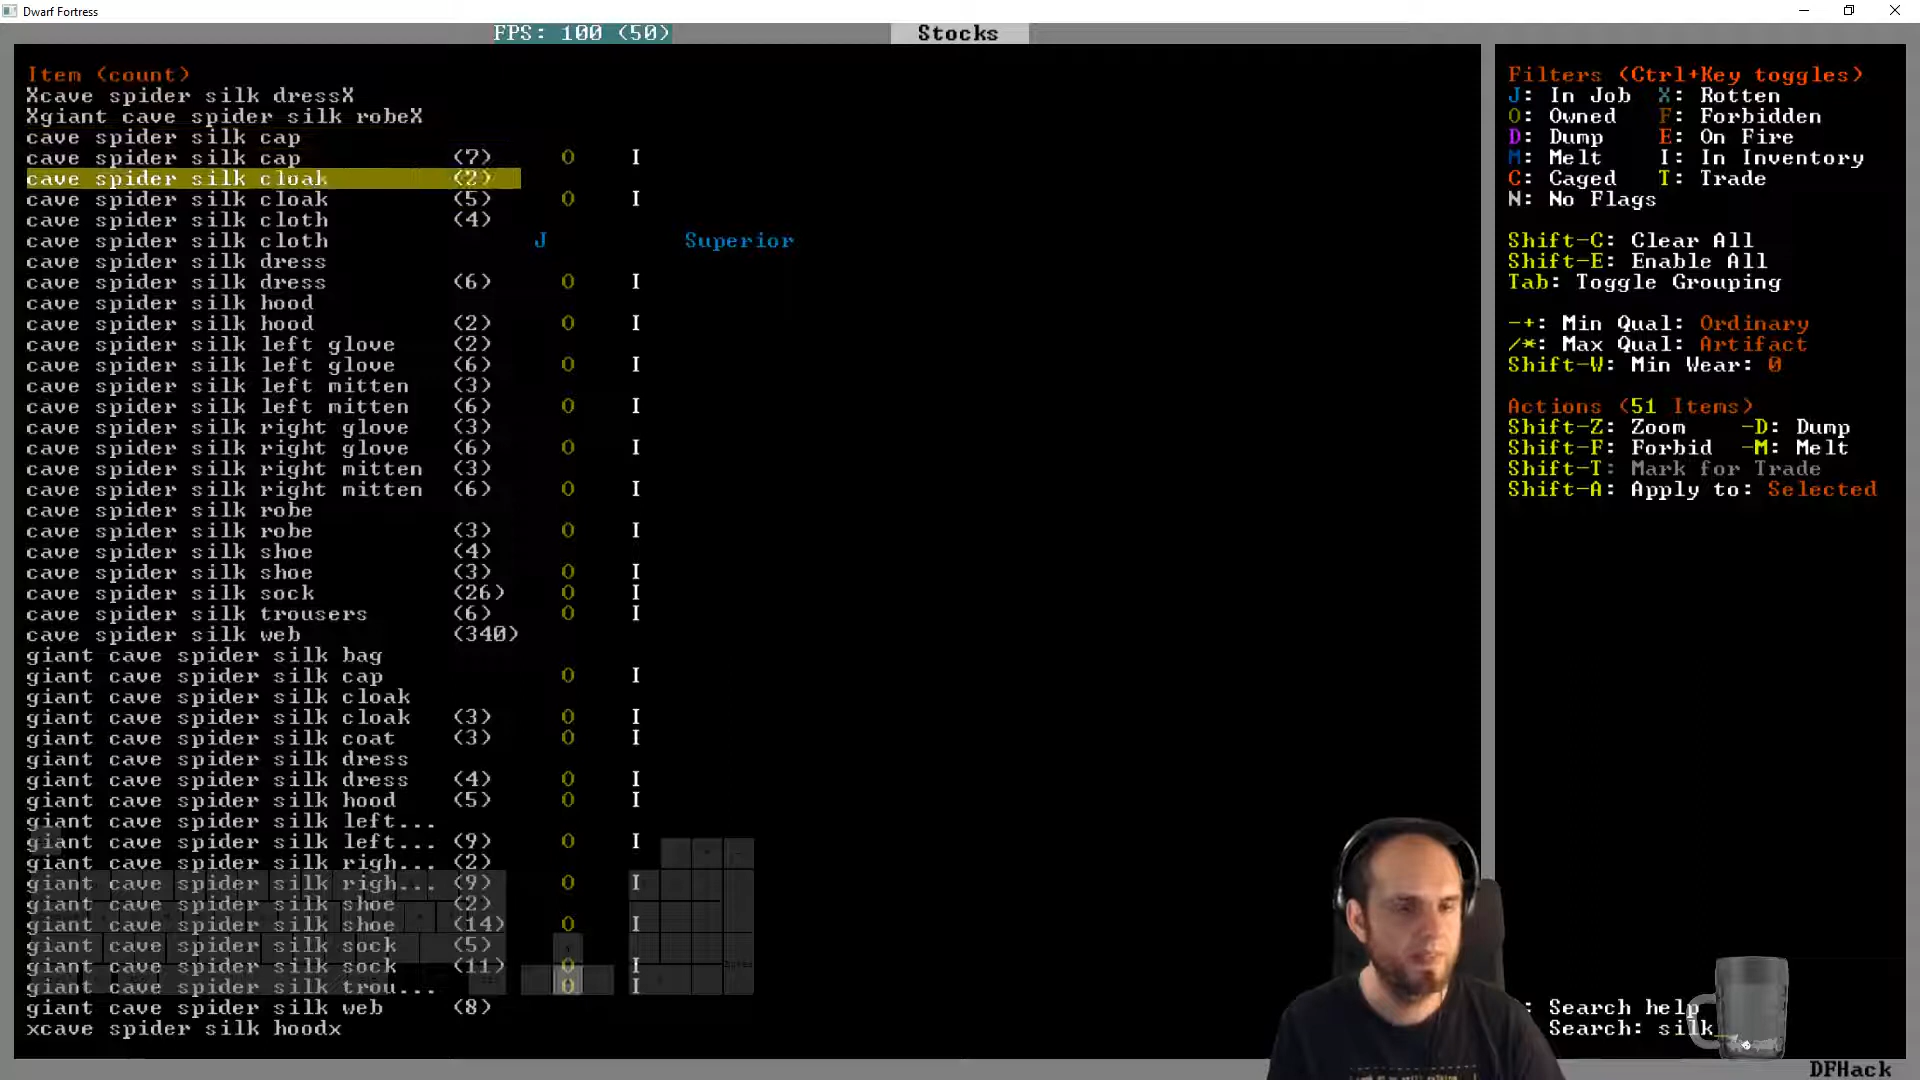 Dwarf Fortress
FPS: 100 (50)
Stocks
Item (count)
Xcave spider silk dressX
Xgiant cave spider silk robeX
cave spider silk cap
cave spider silk cap (7) O I
cave spider silk cloak (2)
cave spider silk cloak (5) O I
cave spider silk cloth (4)
cave spider silk cloth J Superior
cave spider silk dress
cave spider silk dress (6) O I
cave spider silk hood
cave spider silk hood (2) O I
cave spider silk left glove (2)
cave spider silk left glove (6) O I
cave spider silk left mitten (3)
cave spider silk left mitten (6) O I
cave spider silk right glove (3)
cave spider silk right glove (6) O I
cave spider silk right mitten (3)
cave spider silk right mitten (6) O I
cave spider silk robe
cave spider silk robe (3) O I
cave spider silk shoe (4)
cave spider silk shoe (3) O I
cave spider silk sock (26) O I
cave spider silk trousers (6) O I
cave spider silk web (340)
giant cave spider silk bag
giant cave spider silk cap O I
giant cave spider silk cloak
giant cave spider silk cloak (3) O I
giant cave spider silk coat (3) O I
giant cave spider silk dress
giant cave spider silk dress (4) O I
giant cave spider silk hood (5) O I
giant cave spider silk left...
giant cave spider silk left... (9) O I
giant cave spider silk righ... (2)
giant cave spider silk righ... (9) O I
giant cave spider silk shoe (2)
giant cave spider silk shoe (14) O I
giant cave spider silk sock (5)
giant cave spider silk sock (11) O I
giant cave spider silk trou... O I
giant cave spider silk web (8)
xcave spider silk hoodx
Filters (Ctrl+Key toggles)
J: In Job X: Rotten
O: Owned F: Forbidden
D: Dump E: On Fire
M: Melt I: In Inventory
C: Caged T: Trade
N: No Flags
Shift-C: Clear All
Shift-E: Enable All
Tab: Toggle Grouping
-+: Min Qual: Ordinary
/*: Max Qual: Artifact
Shift-W: Min Wear: 0
Actions (51 Items)
Shift-Z: Zoom -D: Dump
Shift-F: Forbid -M: Melt
Shift-T: Mark for Trade
Shift-A: Apply to: Selected
: Search help
Search: silk_
DFHack